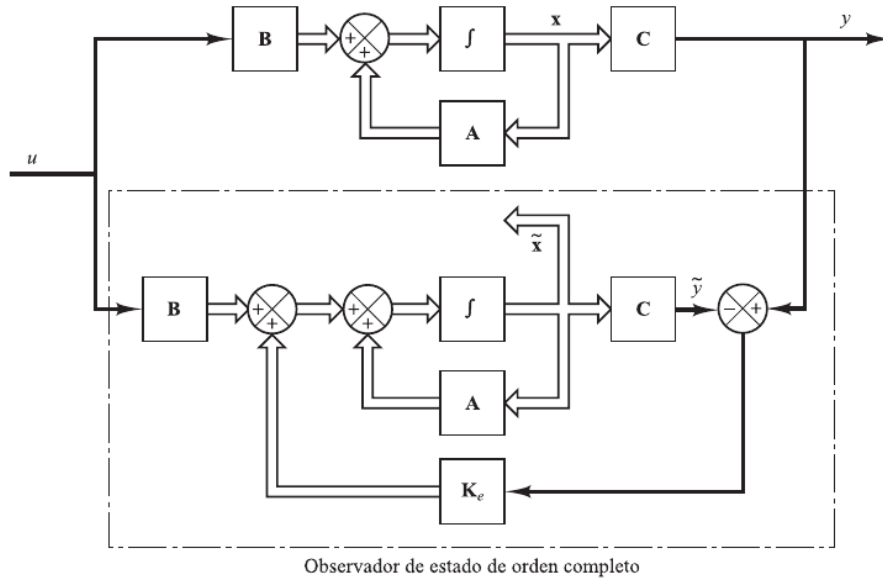 B
+
+
∫
x
C
y
A
u
x̃
B
+
+
+
+
∫
C
ỹ
−
+
A
Kₑ
Observador de estado de orden completo